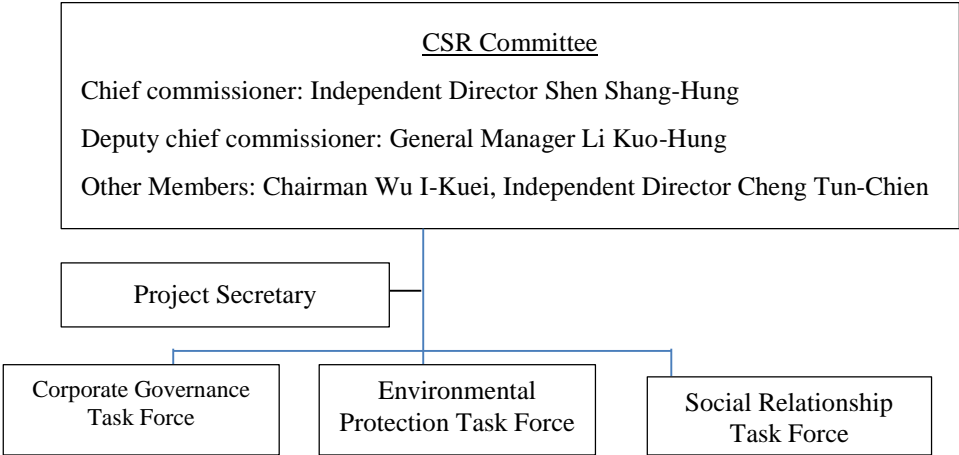 CSR Committee
Chief commissioner: Independent Director Shen Shang-Hung
Deputy chief commissioner: General Manager Li Kuo-Hung
Other Members: Chairman Wu I-Kuei, Independent Director Cheng Tun-Chien
Project Secretary
Corporate Governance
Task Force
Environmental
Protection Task Force
Social Relationship
Task Force